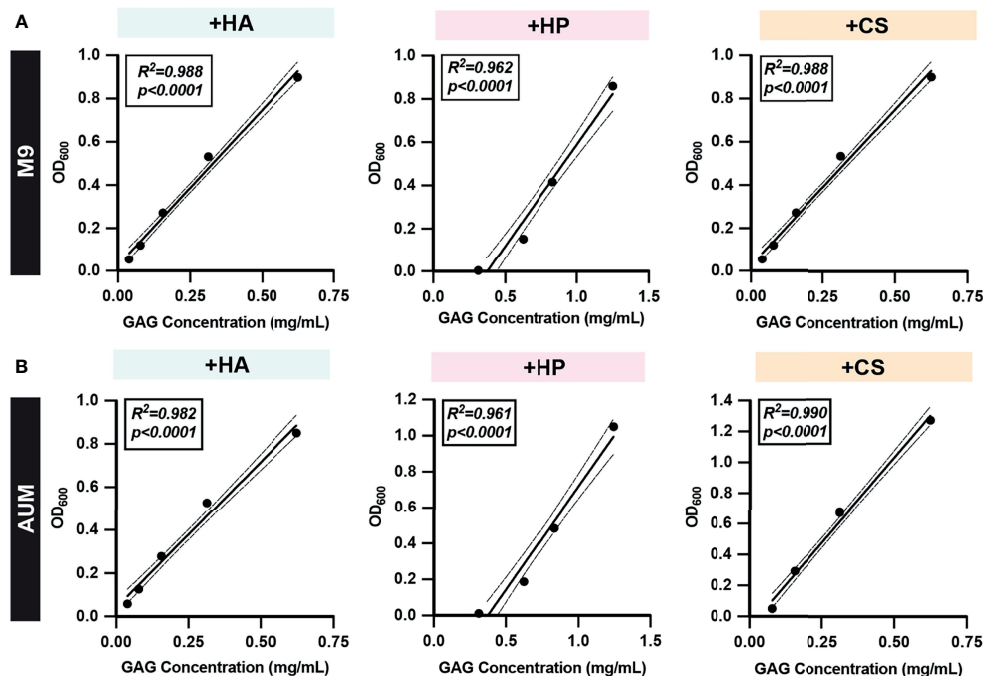 A
+HA
+HP
+CS
M9
OD600
1.0
0.8
0.6
0.4
0.2
0.0
R²=0.988
p<0.0001
0.00 0.25 0.50 0.75
GAG Concentration (mg/mL)
OD600
1.0
0.8
0.6
0.4
0.2
0.0
R²=0.962
p<0.0001
0.0 0.5 1.0 1.5
GAG Concentration (mg/mL)
OD600
1.0
0.8
0.6
0.4
0.2
0.0
R²=0.988
p<0.0001
0.00 0.25 0.50 0.75
GAG Concentration (mg/mL)
B
+HA
+HP
+CS
AUM
OD600
1.0
0.8
0.6
0.4
0.2
0.0
R²=0.982
p<0.0001
0.00 0.25 0.50 0.75
GAG Concentration (mg/mL)
OD600
1.2
1.0
0.8
0.6
0.4
0.2
0.0
R²=0.961
p<0.0001
0.0 0.5 1.0 1.5
GAG Concentration (mg/mL)
OD600
1.4
1.2
1.0
0.8
0.6
0.4
0.2
0.0
R²=0.990
p<0.0001
0.00 0.25 0.50 0.75
GAG Concentration (mg/mL)